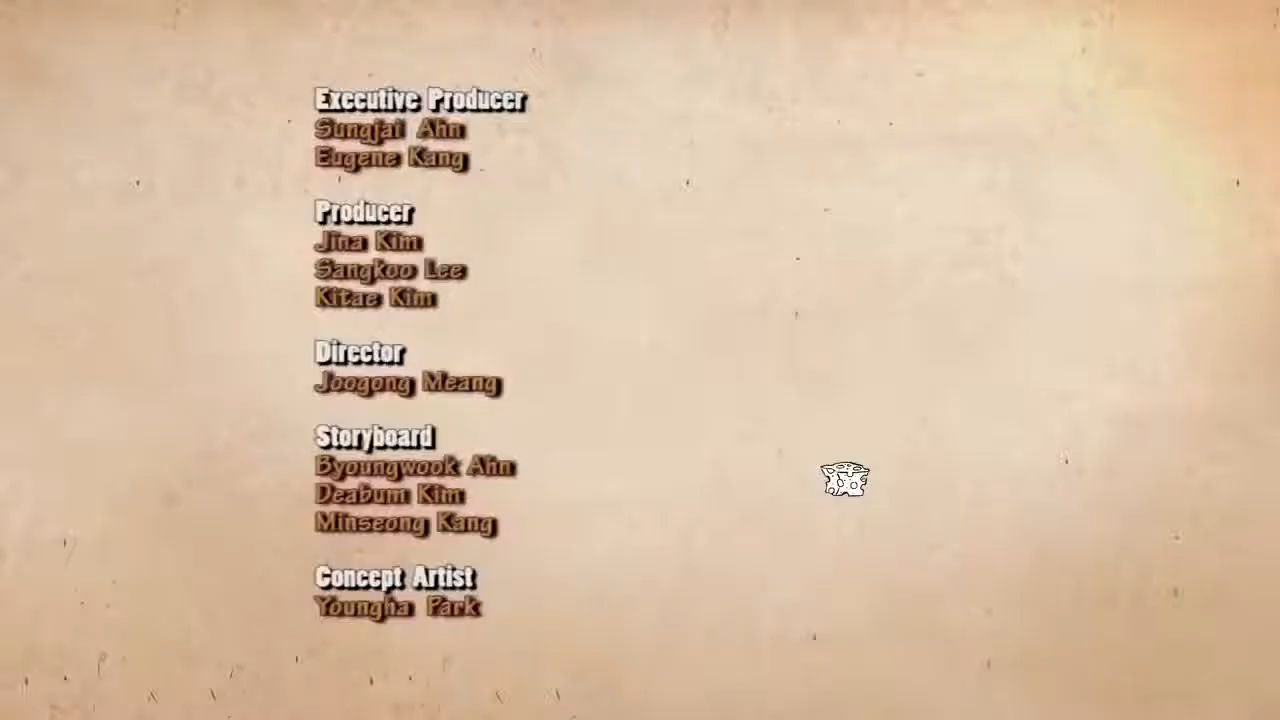 Executive Producer
Sungjai Ahn
Eugene Kang
Producer
Jina Kim
Sangkoo Lee
Kitae Kim
Director
Joogong Meang
Storyboard
Byoungwook Ahn
Deabum Kim
Minseong Kang
Concept Artist
Youngha Park